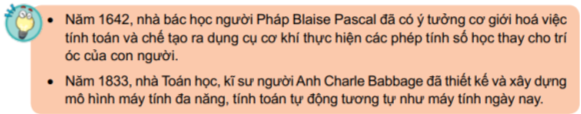 • Năm 1642, nhà bác học người Pháp Blaise Pascal đã có ý tưởng cơ giới hoá việc
tính toán và chế tạo ra dụng cụ cơ khí thực hiện các phép tính số học thay cho trí
óc của con người.
• Năm 1833, nhà Toán học, kĩ sư người Anh Charle Babbage đã thiết kế và xây dựng
mô hình máy tính đa năng, tính toán tự động tương tự như máy tính ngày nay.